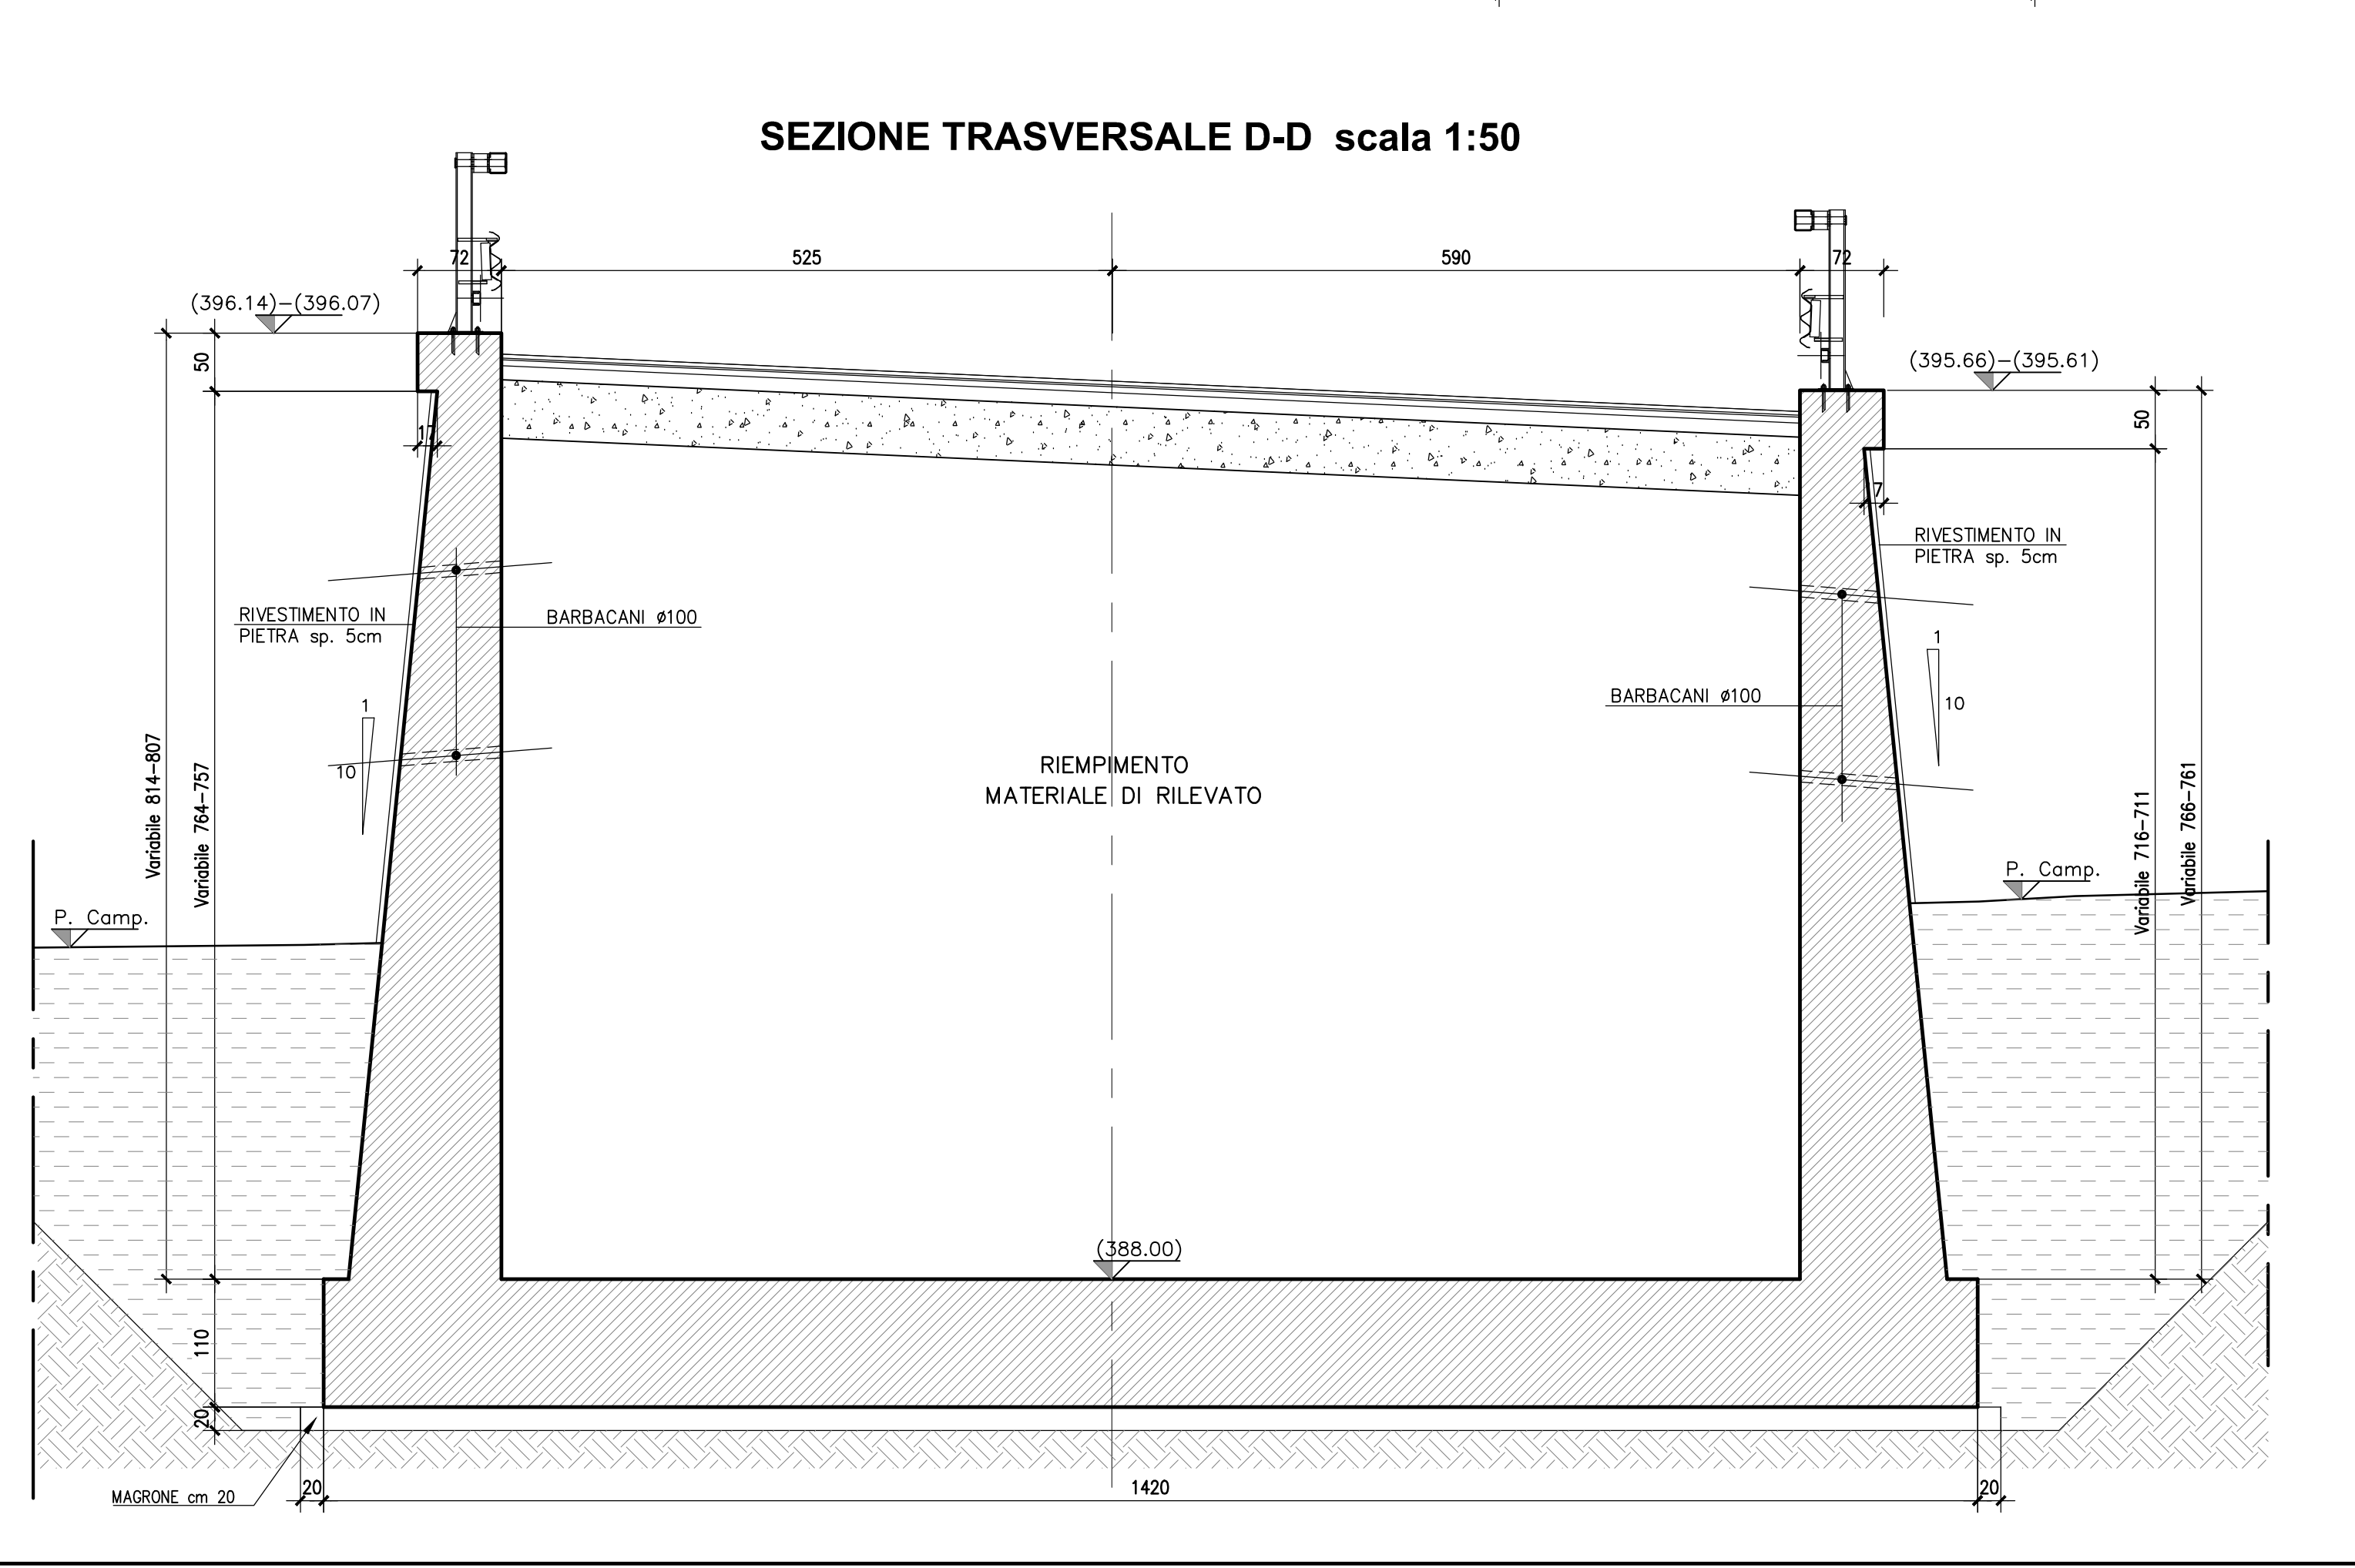 SEZIONE TRASVERSALE D-D scala 1:50
72
525
590
72
(396.14)-(396.07)
50
17
(395.66)-(395.61)
50
RIVESTIMENTO IN
PIETRA sp. 5cm
BARBACANI ø100
RIVESTIMENTO IN
PIETRA sp. 5cm
1
10
BARBACANI ø100
1
10
RIEMPIMENTO
MATERIALE DI RILEVATO
Variabile 814-807
Variabile 764-757
Variabile 716-711
Variabile 766-761
P. Camp.
P. Camp.
(388.00)
110
20
MAGRONE cm 20
20
1420
20